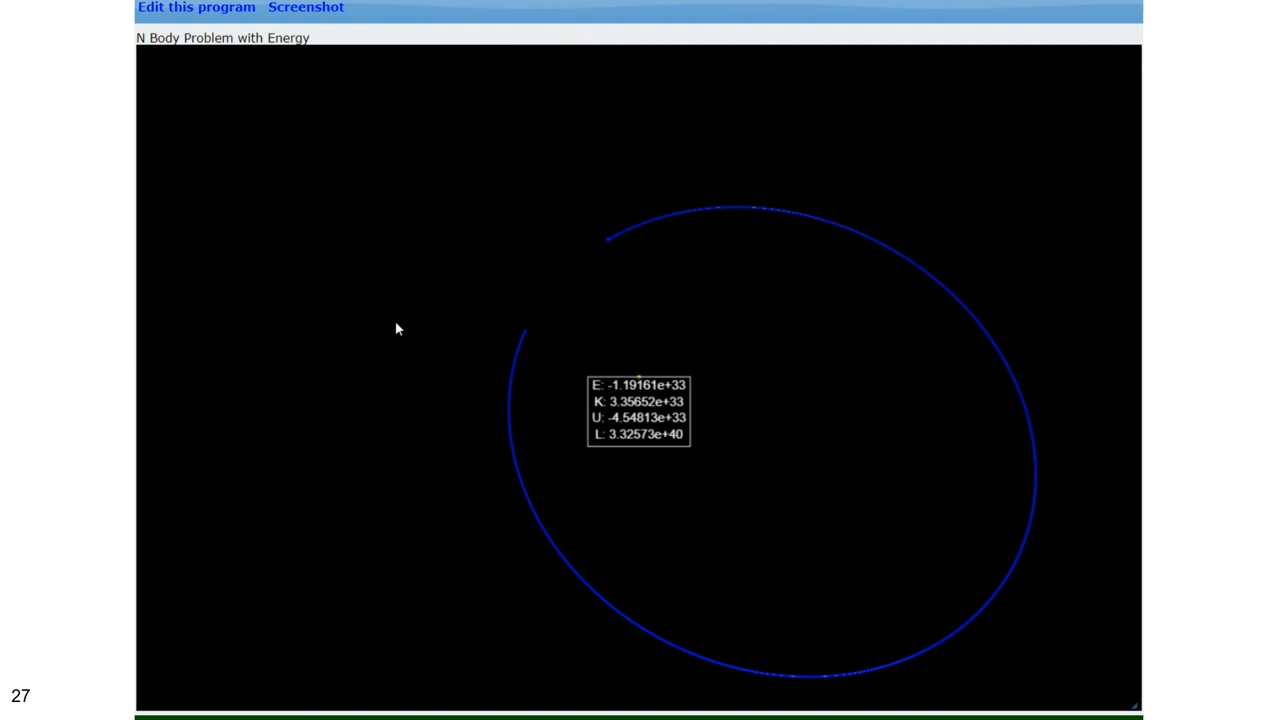 Edit this program Screenshot
N Body Problem with Energy
E: -1.19161e+33
K: 3.35652e+33
U: -4.54813e+33
L: 3.32573e+40
27